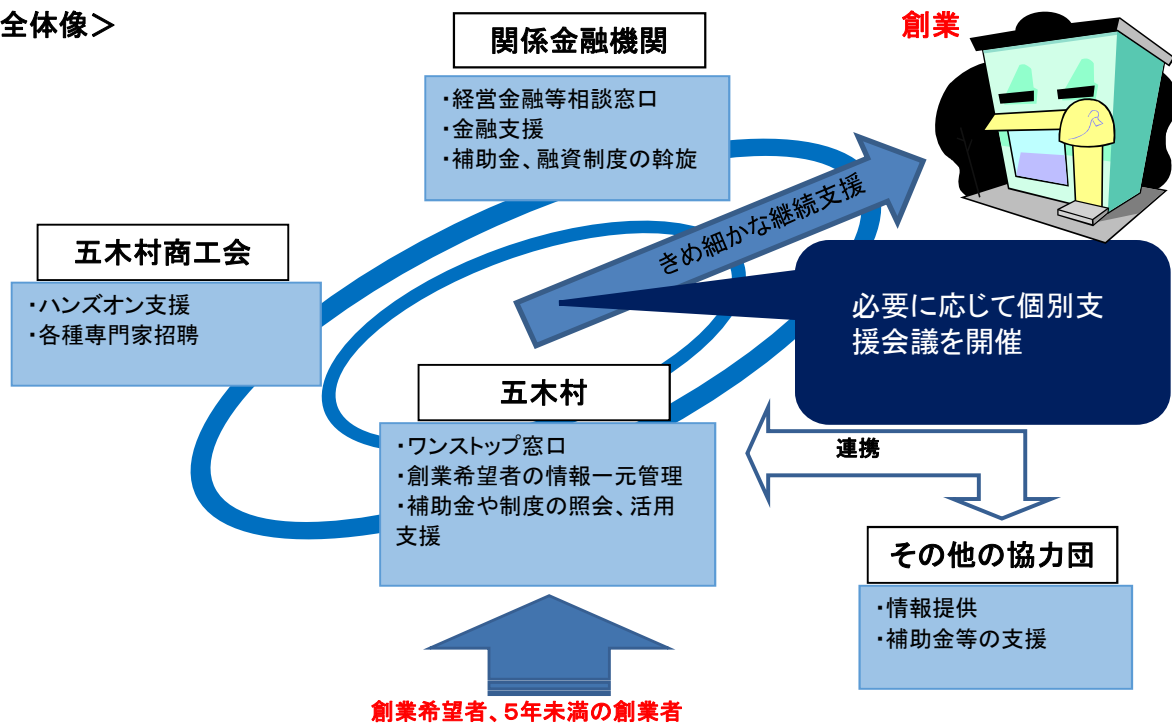 全体像＞
創業
関係金融機関
・経営金融等相談窓口
・金融支援
・補助金、融資制度の斡旋
きめ細かな継続支援
五木村商工会
・ハンズオン支援
・各種専門家招聘
必要に応じて個別支
援会議を開催
五木村
・ワンストップ窓口
・創業希望者の情報一元管理
・補助金や制度の照会、活用
支援
連携
その他の協力団
・情報提供
・補助金等の支援
創業希望者、５年未満の創業者